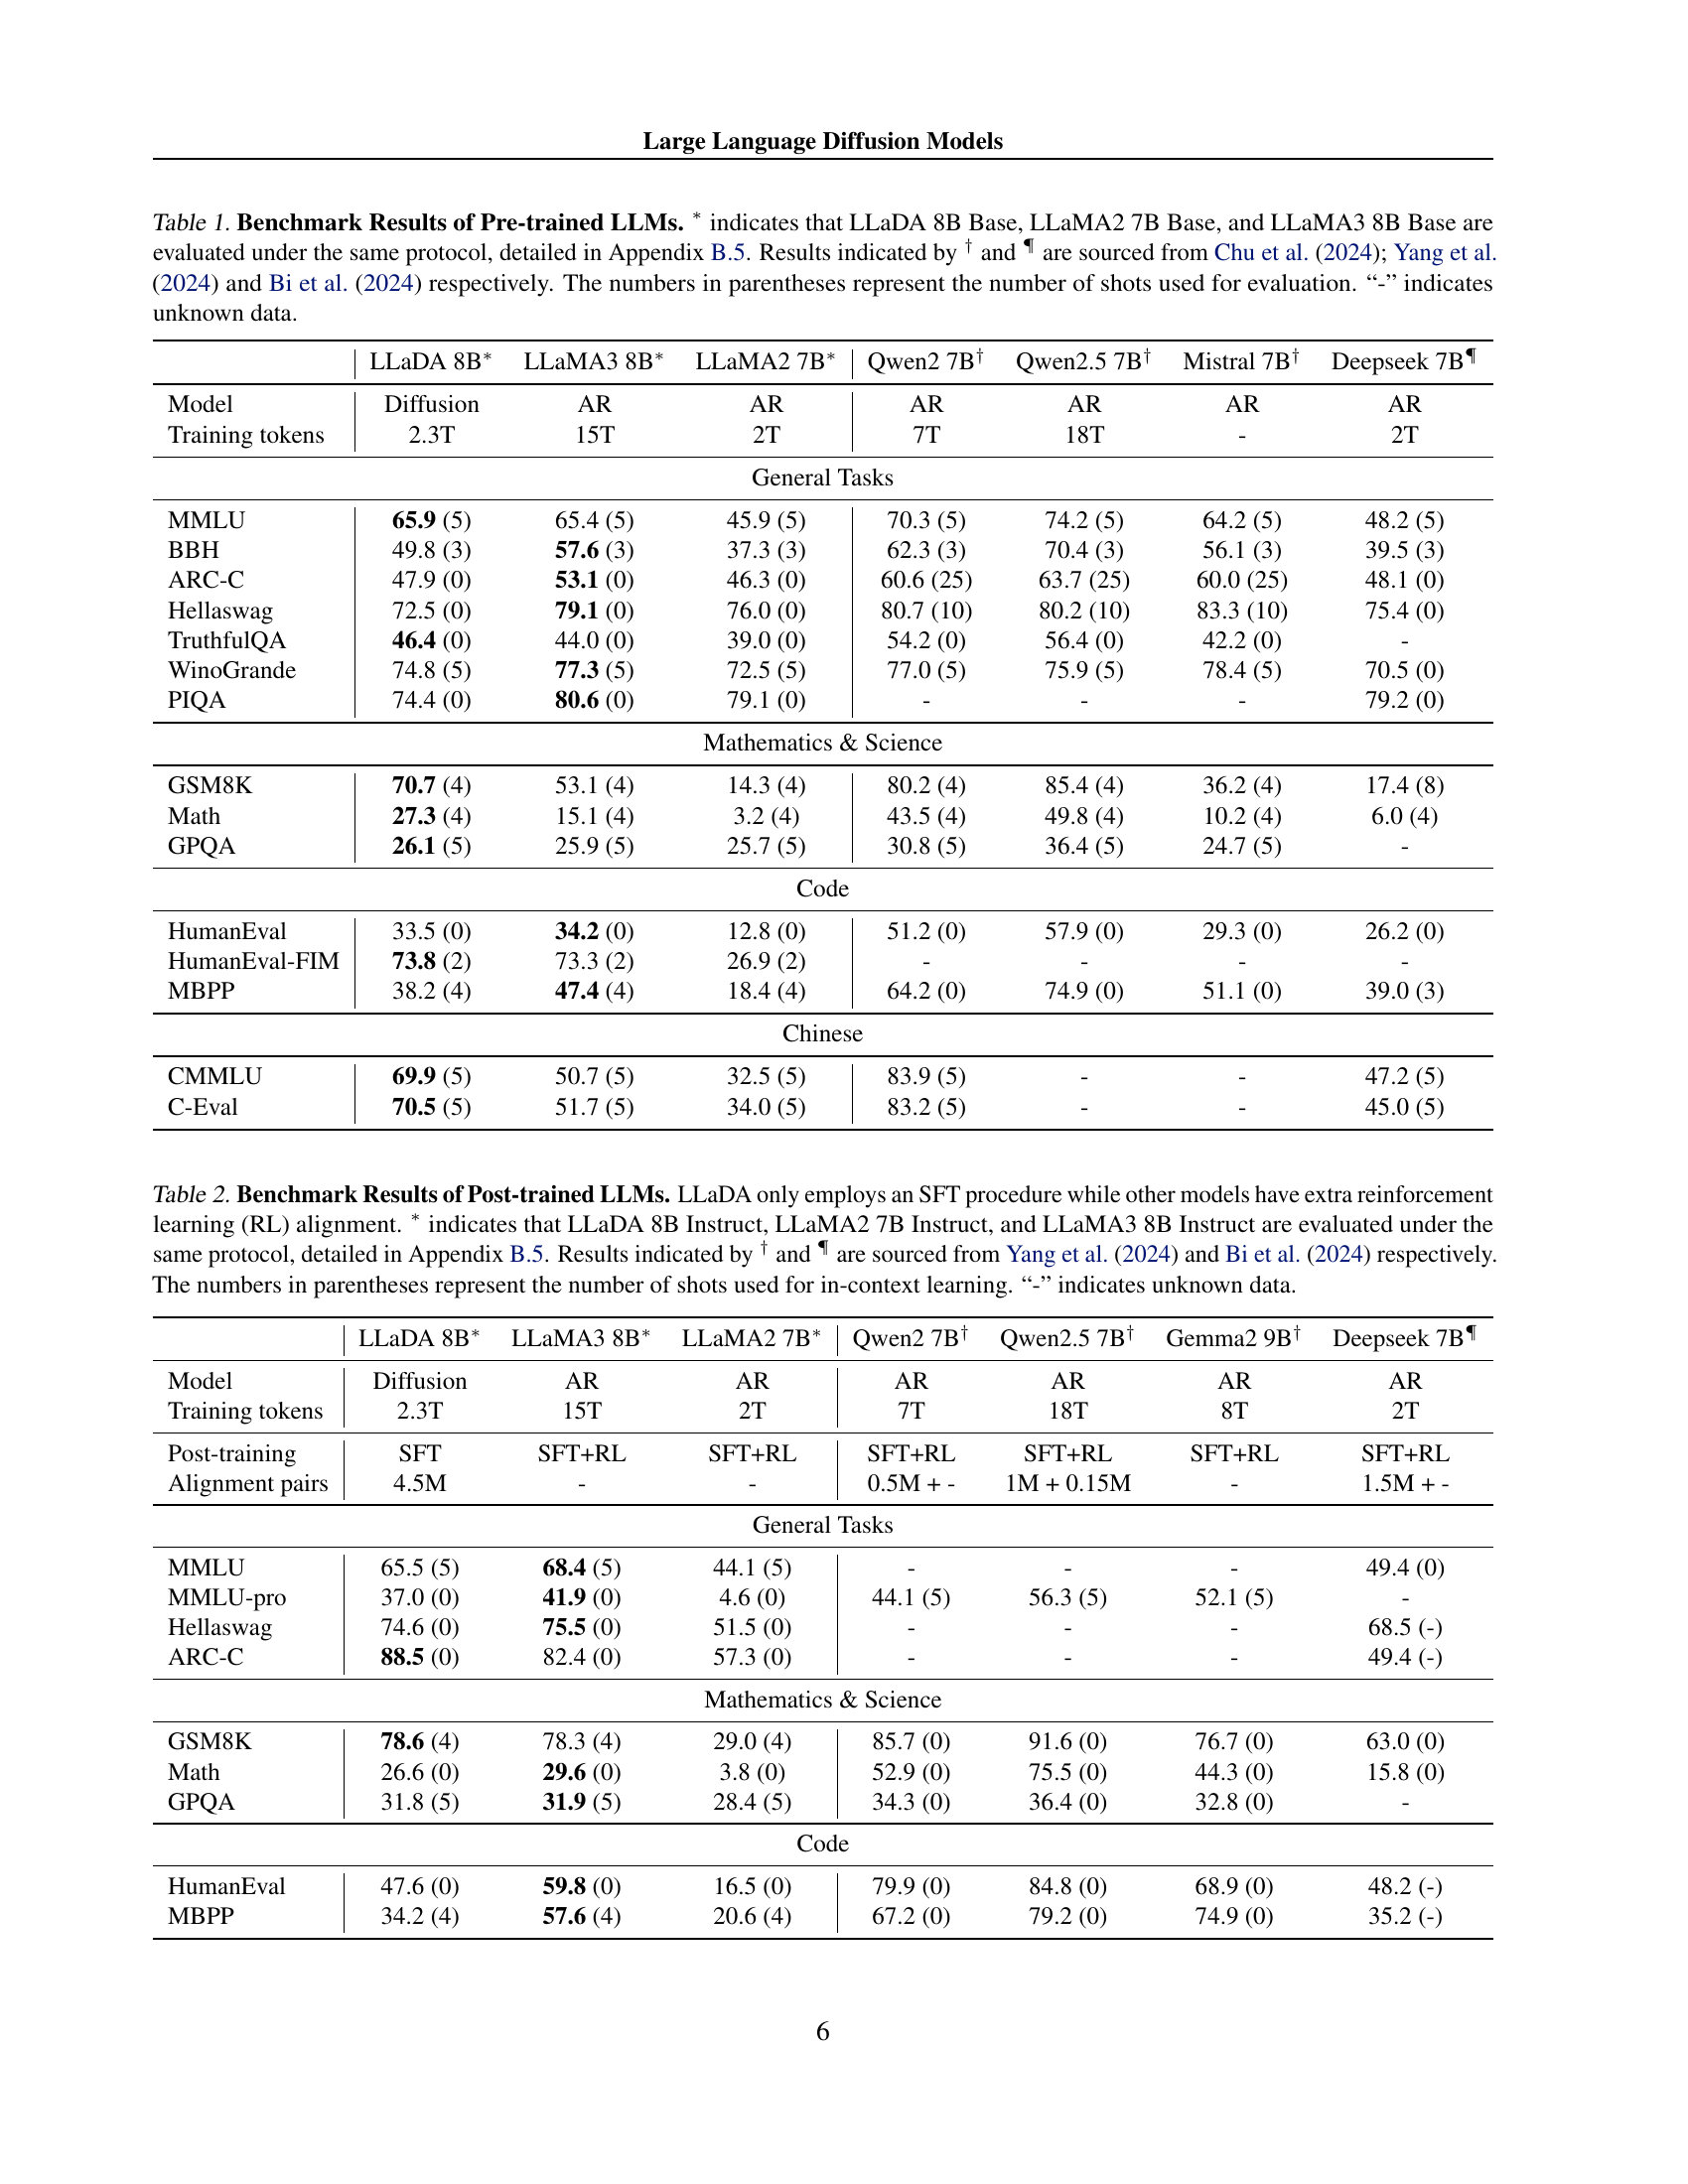 Large Language Diffusion Models
Table 1. Benchmark Results of Pre-trained LLMs. * indicates that LLaDA 8B Base, LLaMA2 7B Base, and LLaMA3 8B Base are
evaluated under the same protocol, detailed in Appendix B.5. Results indicated by † and ¶ are sourced from Chu et al. (2024); Yang et al.
(2024) and Bi et al. (2024) respectively. The numbers in parentheses represent the number of shots used for evaluation. “-” indicates
unknown data.
LLaDA 8B* LLaMA3 8B* LLaMA2 7B* Qwen2 7B† Qwen2.5 7B† Mistral 7B† Deepseek 7B¶
Model Diffusion AR AR AR AR AR AR
Training tokens 2.3T 15T 2T 7T 18T - 2T
General Tasks
MMLU 65.9 (5) 65.4 (5) 45.9 (5) 70.3 (5) 74.2 (5) 64.2 (5) 48.2 (5)
BBH 49.8 (3) 57.6 (3) 37.3 (3) 62.3 (3) 70.4 (3) 56.1 (3) 39.5 (3)
ARC-C 47.9 (0) 53.1 (0) 46.3 (0) 60.6 (25) 63.7 (25) 60.0 (25) 48.1 (0)
Hellaswag 72.5 (0) 79.1 (0) 76.0 (0) 80.7 (10) 80.2 (10) 83.3 (10) 75.4 (0)
TruthfulQA 46.4 (0) 44.0 (0) 39.0 (0) 54.2 (0) 56.4 (0) 42.2 (0) -
WinoGrande 74.8 (5) 77.3 (5) 72.5 (5) 77.0 (5) 75.9 (5) 78.4 (5) 70.5 (0)
PIQA 74.4 (0) 80.6 (0) 79.1 (0) - - - 79.2 (0)
Mathematics & Science
GSM8K 70.7 (4) 53.1 (4) 14.3 (4) 80.2 (4) 85.4 (4) 36.2 (4) 17.4 (8)
Math 27.3 (4) 15.1 (4) 3.2 (4) 43.5 (4) 49.8 (4) 10.2 (4) 6.0 (4)
GPQA 26.1 (5) 25.9 (5) 25.7 (5) 30.8 (5) 36.4 (5) 24.7 (5) -
Code
HumanEval 33.5 (0) 34.2 (0) 12.8 (0) 51.2 (0) 57.9 (0) 29.3 (0) 26.2 (0)
HumanEval-FIM 73.8 (2) 73.3 (2) 26.9 (2) - - - -
MBPP 38.2 (4) 47.4 (4) 18.4 (4) 64.2 (0) 74.9 (0) 51.1 (0) 39.0 (3)
Chinese
CMMLU 69.9 (5) 50.7 (5) 32.5 (5) 83.9 (5) - - 47.2 (5)
C-Eval 70.5 (5) 51.7 (5) 34.0 (5) 83.2 (5) - - 45.0 (5)
Table 2. Benchmark Results of Post-trained LLMs. LLaDA only employs an SFT procedure while other models have extra reinforcement
learning (RL) alignment. * indicates that LLaDA 8B Instruct, LLaMA2 7B Instruct, and LLaMA3 8B Instruct are evaluated under the
same protocol, detailed in Appendix B.5. Results indicated by † and ¶ are sourced from Yang et al. (2024) and Bi et al. (2024) respectively.
The numbers in parentheses represent the number of shots used for in-context learning. “-” indicates unknown data.
LLaDA 8B* LLaMA3 8B* LLaMA2 7B* Qwen2 7B† Qwen2.5 7B† Gemma2 9B† Deepseek 7B¶
Model Diffusion AR AR AR AR AR AR
Training tokens 2.3T 15T 2T 7T 18T 8T 2T
Post-training SFT SFT+RL SFT+RL SFT+RL SFT+RL SFT+RL SFT+RL
Alignment pairs 4.5M - - 0.5M + - 1M + 0.15M - 1.5M + -
General Tasks
MMLU 65.5 (5) 68.4 (5) 44.1 (5) - - - 49.4 (0)
MMLU-pro 37.0 (0) 41.9 (0) 4.6 (0) 44.1 (5) 56.3 (5) 52.1 (5) -
Hellaswag 74.6 (0) 75.5 (0) 51.5 (0) - - - 68.5 (-)
ARC-C 88.5 (0) 82.4 (0) 57.3 (0) - - - 49.4 (-)
Mathematics & Science
GSM8K 78.6 (4) 78.3 (4) 29.0 (4) 85.7 (0) 91.6 (0) 76.7 (0) 63.0 (0)
Math 26.6 (0) 29.6 (0) 3.8 (0) 52.9 (0) 75.5 (0) 44.3 (0) 15.8 (0)
GPQA 31.8 (5) 31.9 (5) 28.4 (5) 34.3 (0) 36.4 (0) 32.8 (0) -
Code
HumanEval 47.6 (0) 59.8 (0) 16.5 (0) 79.9 (0) 84.8 (0) 68.9 (0) 48.2 (-)
MBPP 34.2 (4) 57.6 (4) 20.6 (4) 67.2 (0) 79.2 (0) 74.9 (0) 35.2 (-)
6